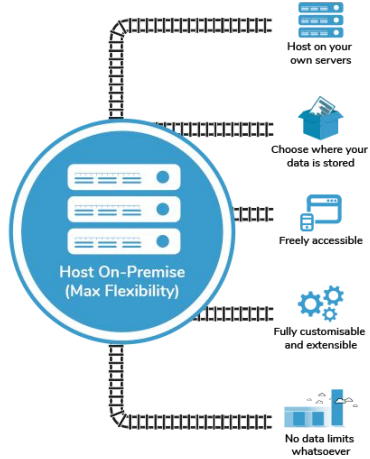 Host on your
own servers
Choose where your
data is stored
Host On-Premise
(Max Flexibility)
Freely accessible
Fully customisable
and extensible
No data limits
whatsoever